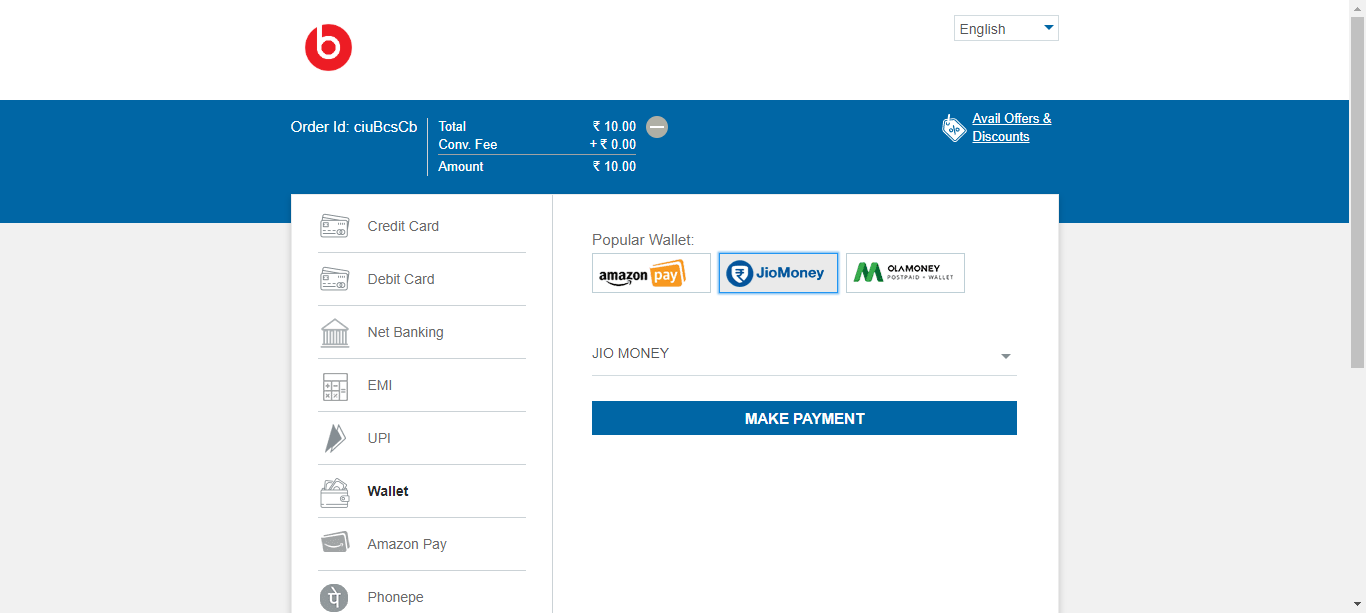 b
English
Order Id: ciuBcsCb
Total ₹ 10.00
Conv. Fee + ₹ 0.00
Amount ₹ 10.00
Avail Offers &
Discounts
Credit Card
Debit Card
Net Banking
EMI
UPI
Wallet
Amazon Pay
पे Phonepe
Popular Wallet:
amazon pay
₹ JioMoney
OLAMONEY
POSTPAID + WALLET
JIO MONEY
MAKE PAYMENT